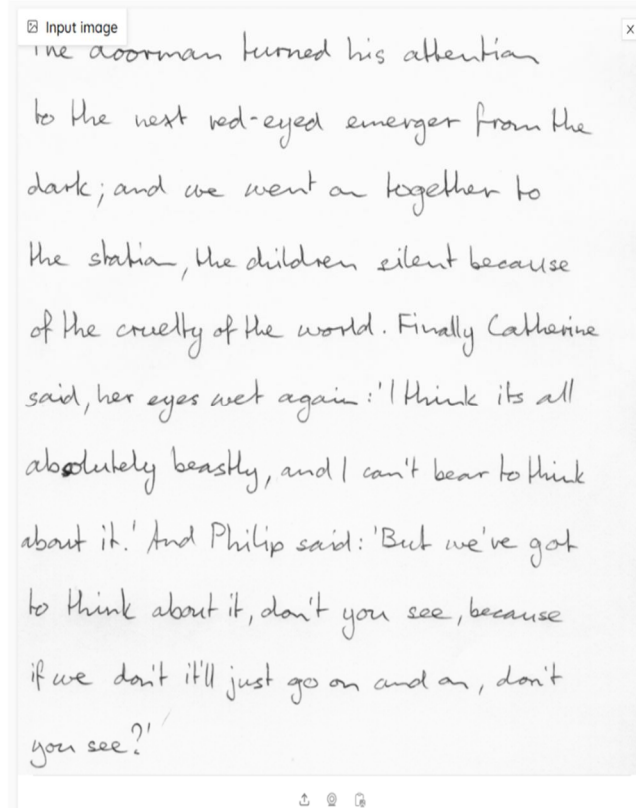 Input image
The doorman turned his attention
to the next red-eyed emerger from the
dark; and we went on together to
the station, the children silent because
of the cruelty of the world. Finally Catherine
said, her eyes wet again: 'I think its all
absolutely beastly, and I can't bear to think
about it.' And Philip said: 'But we've got
to think about it, don't you see, because
if we don't it'll just go on and on, don't
you see?'